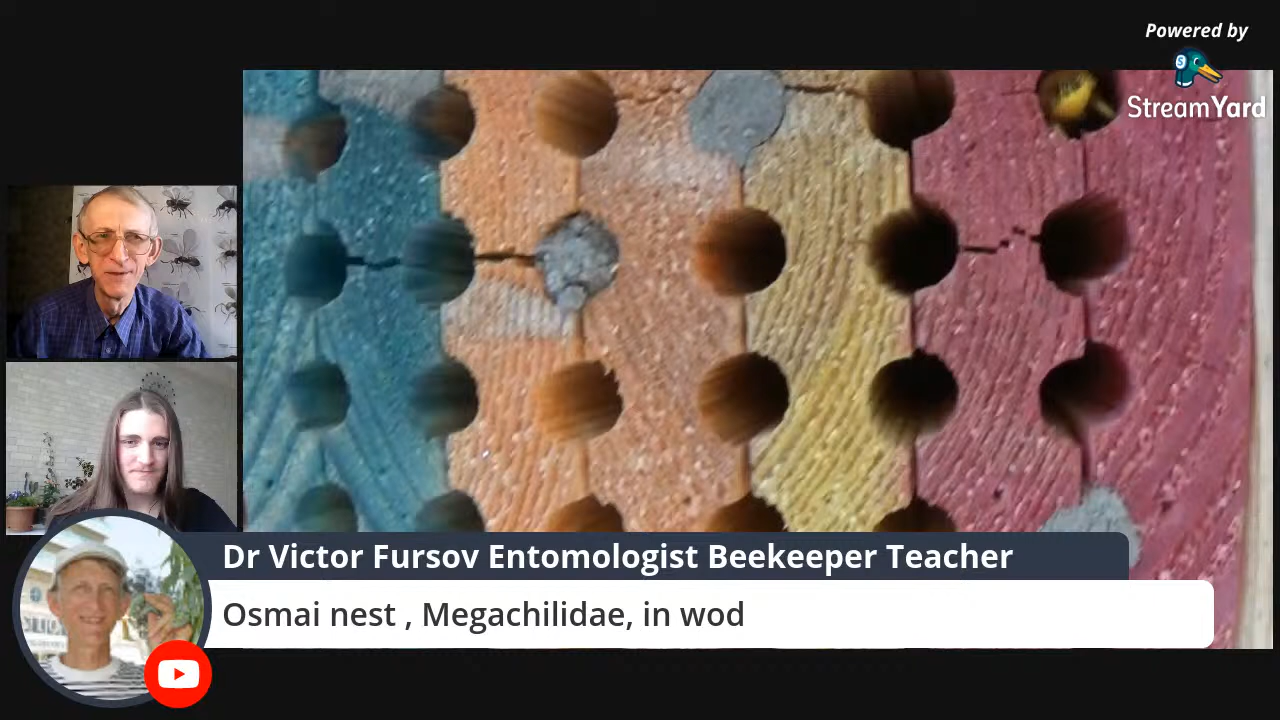 Powered by
StreamYard
Dr Victor Fursov Entomologist Beekeeper Teacher
Osmai nest , Megachilidae, in wod